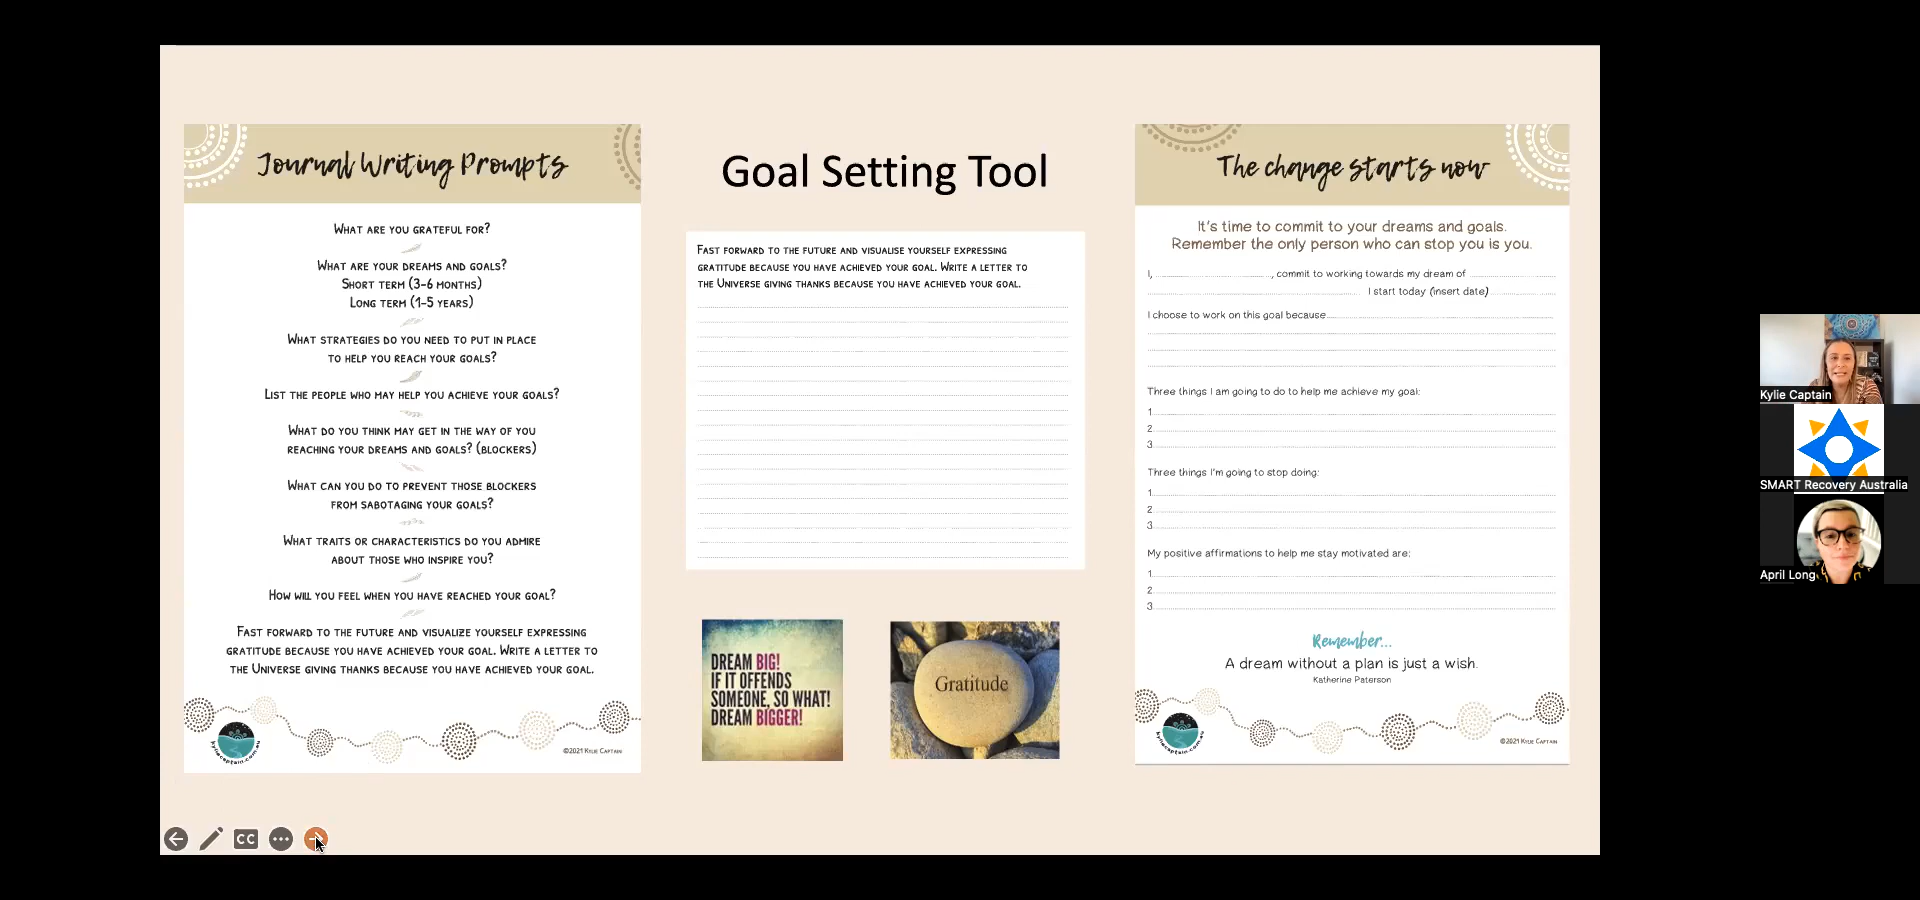 Journal Writing Prompts
What are you grateful for?
What are your dreams and goals?
Short term (3-6 months)
Long term (1-5 years)
What strategies do you need to put in place
to help you reach your goals?
List the people who may help you achieve your goals?
What do you think may get in the way of you
reaching your dreams and goals? (blockers)
What can you do to prevent those blockers
from sabotaging your goals?
What traits or characteristics do you admire
about those who inspire you?
How will you feel when you have reached your goal?
Fast forward to the future and visualize yourself expressing
gratitude because you have achieved your goal. Write a letter to
the Universe giving thanks because you have achieved your goal.
kyliecaptain.com.au
©2021 Kylie Captain
Goal Setting Tool
Fast forward to the future and visualise yourself expressing
gratitude because you have achieved your goal. Write a letter to
the Universe giving thanks because you have achieved your goal.
DREAM BIG!
IF IT OFFENDS
SOMEONE, SO WHAT!
DREAM BIGGER!
Gratitude
The change starts now
It's time to commit to your dreams and goals.
Remember the only person who can stop you is you.
I, , commit to working towards my dream of
I start today (insert date)
I choose to work on this goal because
Three things I am going to do to help me achieve my goal:
1
2
3
Three things I'm going to stop doing:
1
2
3
My positive affirmations to help me stay motivated are:
1
2
3
Remember...
A dream without a plan is just a wish.
Katherine Paterson
kyliecaptain.com.au
©2021 Kylie Captain
CC
Kylie Captain
SMART Recovery Australia
April Long